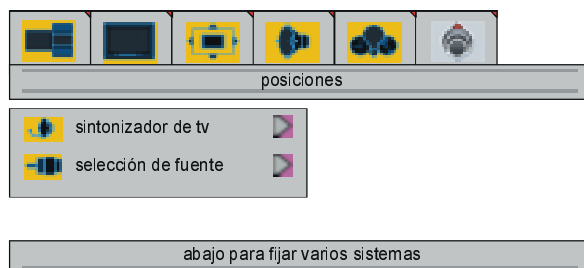 posiciones
sintonizador de tv
selección de fuente
abajo para fijar varios sistemas